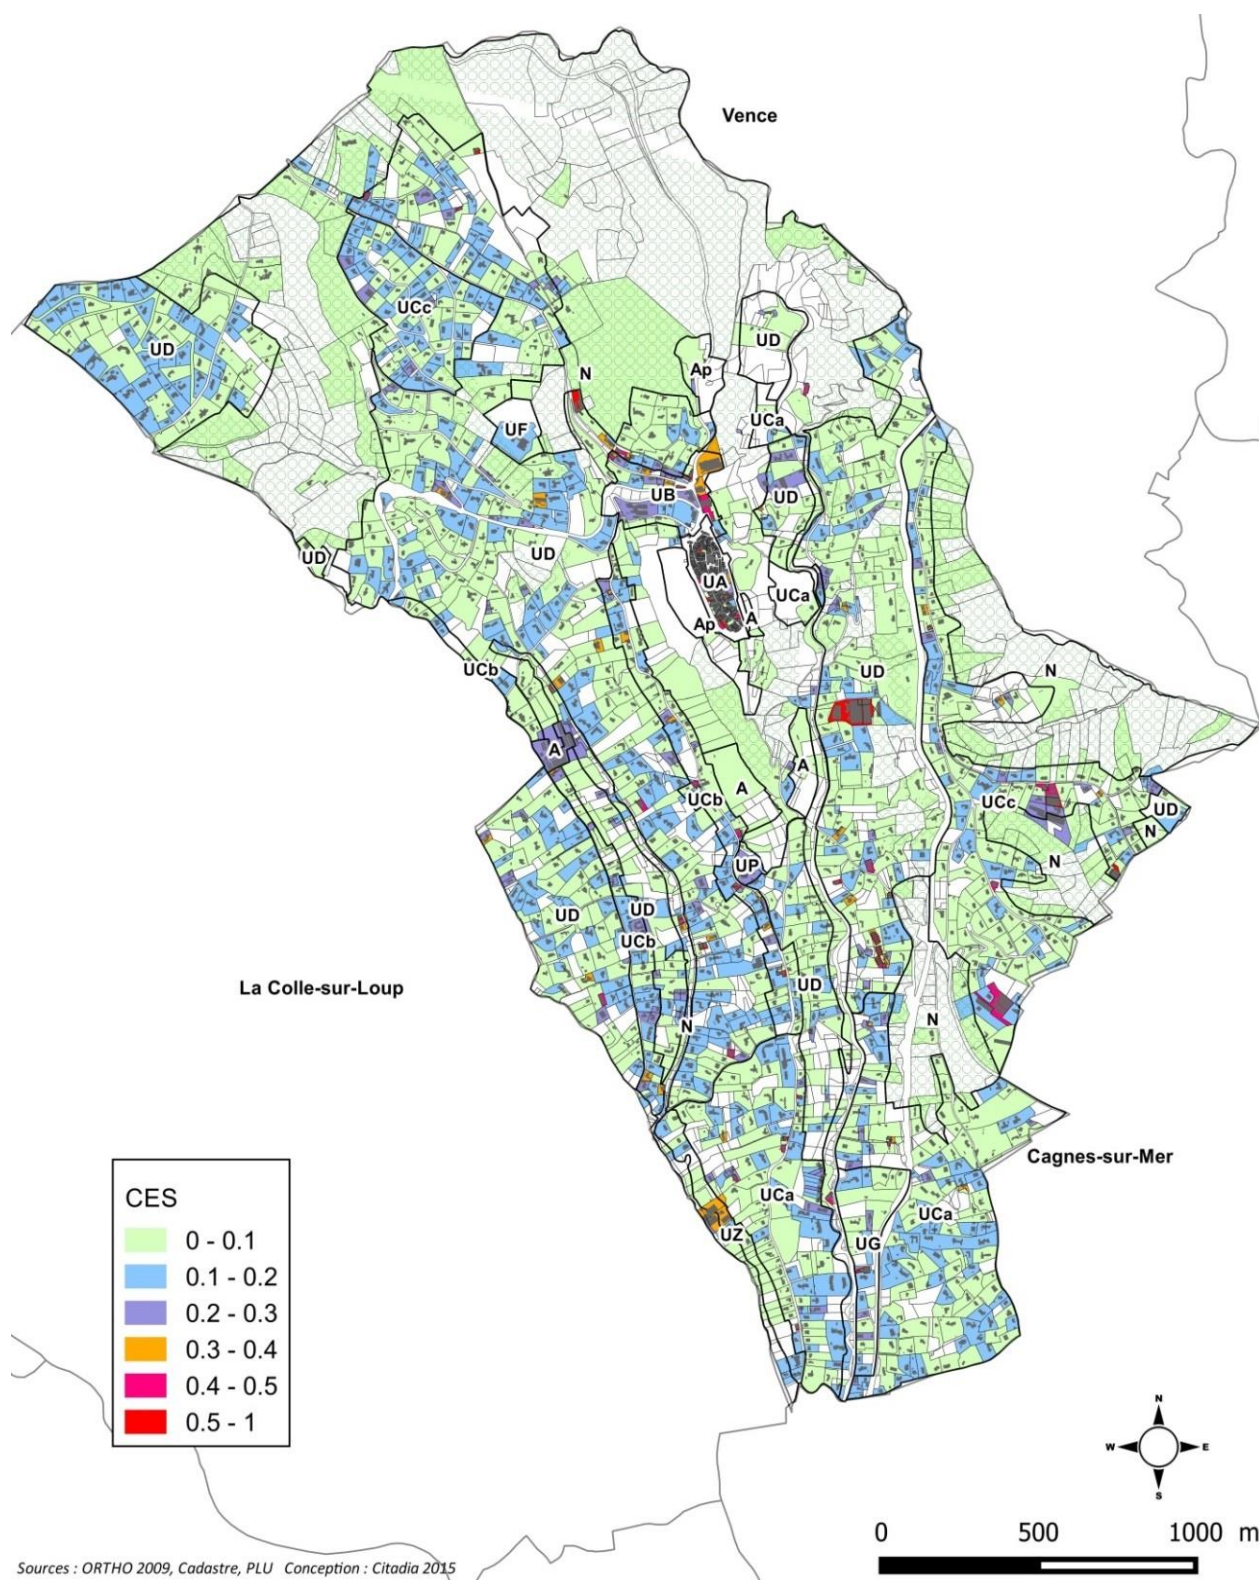 Vence
UCc
UD
UD
N
Ap
UCa
UF
UB
UD
UD
UD
UA
UCa
Ap
A
UCb
UD
N
A
A
A
UCb
UCc
UD
N
UP
N
UD
UD
UCb
La Colle-sur-Loup
UD
N
N
Cagnes-sur-Mer
UCa
UCa
UZ
UG
CES
0 - 0.1
0.1 - 0.2
0.2 - 0.3
0.3 - 0.4
0.4 - 0.5
0.5 - 1
N
W E
S
0 500 1000 m
Sources : ORTHO 2009, Cadastre, PLU Conception : Citadia 2015